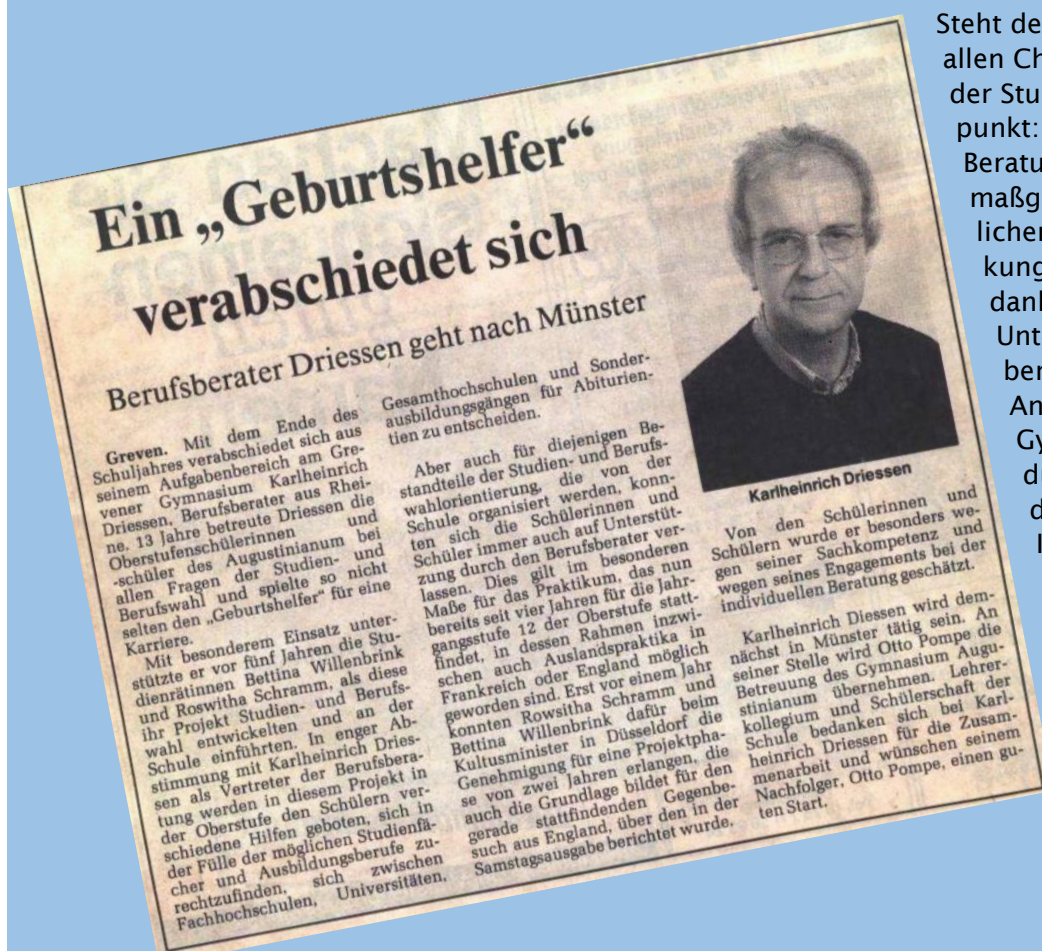 Ein „Geburtshelfer“
verabschiedet sich
Berufsberater Driessen geht nach Münster
Greven. Mit dem Ende des
Schuljahres verabschiedet sich aus
seinem Aufgabenbereich am Gre-
vener Gymnasium Karlheinrich
Driessen, Berufsberater aus Rhei-
ne. 13 Jahre betreute Driessen die
Oberstufenschülerinnen und
-schüler des Augustinianum bei
allen Fragen der Studien- und
Berufswahl und spielte so nicht
selten den „Geburtshelfer“ für eine
Karriere.
Mit besonderem Einsatz unter-
stützte er vor fünf Jahren die Stu-
dienrätinnen Bettina Willenbrink
und Roswitha Schramm, als diese
ihr Projekt Studien- und Berufs-
wahl entwickelten und an der
Schule einführten. In enger Ab-
stimmung mit Karlheinrich Dries-
sen als Vertreter der Berufsbera-
tung werden in diesem Projekt in
der Oberstufe den Schülern ver-
schiedene Hilfen geboten, sich in
der Fülle der möglichen Studienfä-
cher und Ausbildungsberufe zu-
rechtzufinden, sich zwischen
Fachhochschulen, Universitäten,
Gesamthochschulen und Sonder-
ausbildungsgängen für Abiturien-
tien zu entscheiden.
Aber auch für diejenigen Be-
standteile der Studien- und Berufs-
wahlorientierung, die von der
Schule organisiert werden, konn-
ten sich die Schülerinnen und
Schüler immer auch auf Unterstüt-
zung durch den Berufsberater ver-
lassen. Dies gilt im besonderen
Maße für das Praktikum, das nun
bereits seit vier Jahren für die Jahr-
gangsstufe 12 der Oberstufe statt-
findet, in dessen Rahmen inzwi-
schen auch Auslandspraktika in
Frankreich oder England möglich
geworden sind. Erst vor einem Jahr
konnten Rowsitha Schramm und
Bettina Willenbrink dafür beim
Kultusminister in Düsseldorf die
Genehmigung für eine Projektpha-
se von zwei Jahren erlangen, die
auch die Grundlage bildet für den
gerade stattfindenden Gegenbe-
such aus England, über den in der
Samstagsausgabe berichtet wurde.
Karlheinrich Driessen
Von den Schülerinnen und
Schülern wurde er besonders we-
gen seiner Sachkompetenz und
wegen seines Engagements bei der
individuellen Beratung geschätzt.
Karlheinrich Diessen wird dem-
nächst in Münster tätig sein. An
seiner Stelle wird Otto Pompe die
Betreuung des Gymnasium Augu-
stinianum übernehmen. Lehrer-
kollegium und Schülerschaft der
Schule bedanken sich bei Karl-
heinrich Driessen für die Zusam-
menarbeit und wünschen seinem
Nachfolger, Otto Pompe, einen gu-
ten Start.
Steht de
allen Ch
der Stu
punkt:
Beratu
maßg
licher
kung
dank
Unt
ber
An
Gy
du
d
I